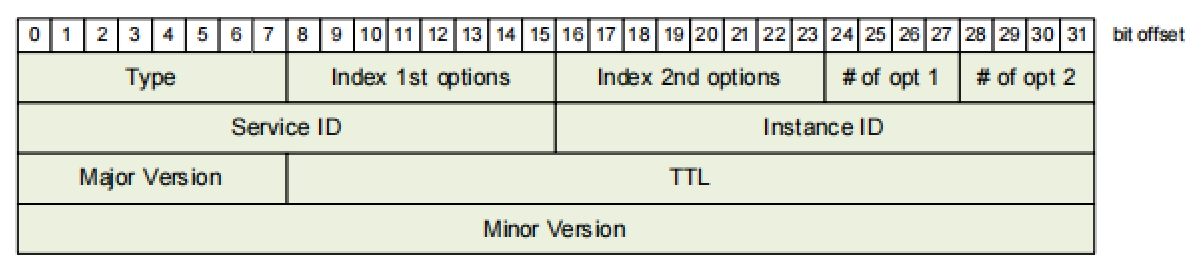 0 1 2 3 4 5 6 7 8 9 10 11 12 13 14 15 16 17 18 19 20 21 22 23 24 25 26 27 28 29 30 31 bit offset
Type Index 1st options Index 2nd options # of opt 1 # of opt 2
Service ID Instance ID
Major Version TTL
Minor Version